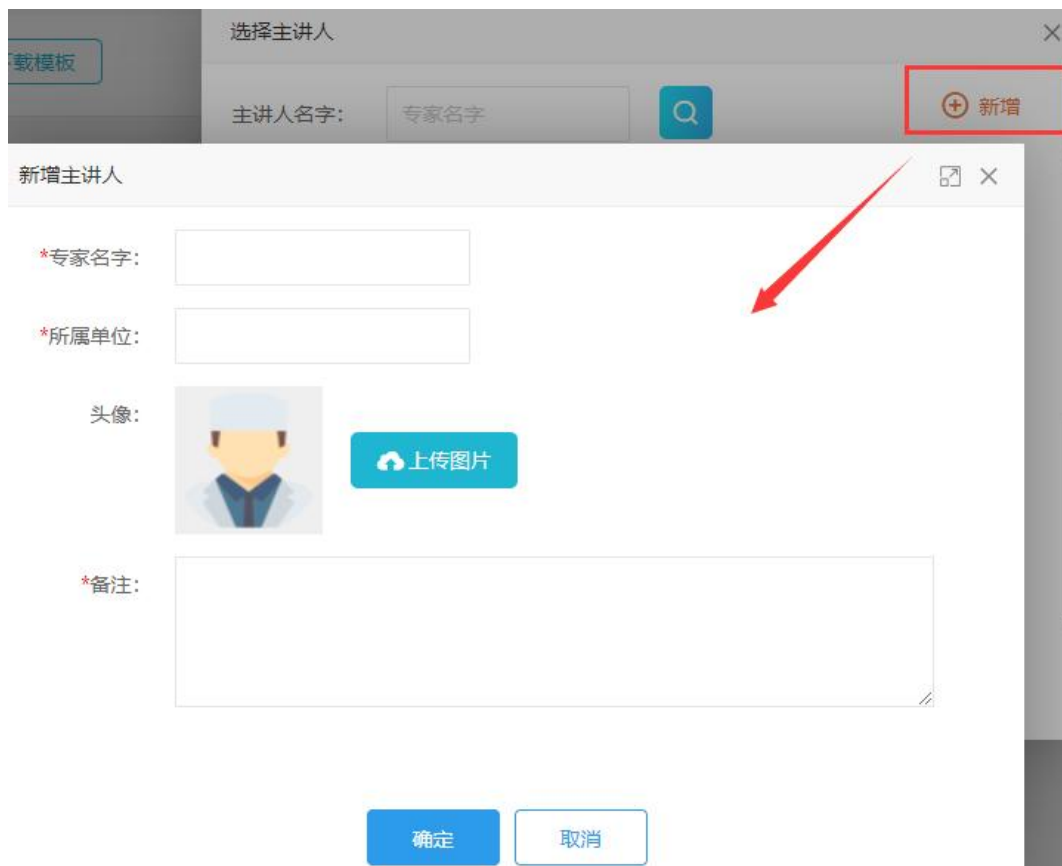 选择主讲人
下载模板
主讲人名字：
专家名字
新增
新增主讲人
*专家名字：
*所属单位：
头像：
上传图片
*备注：
确定
取消